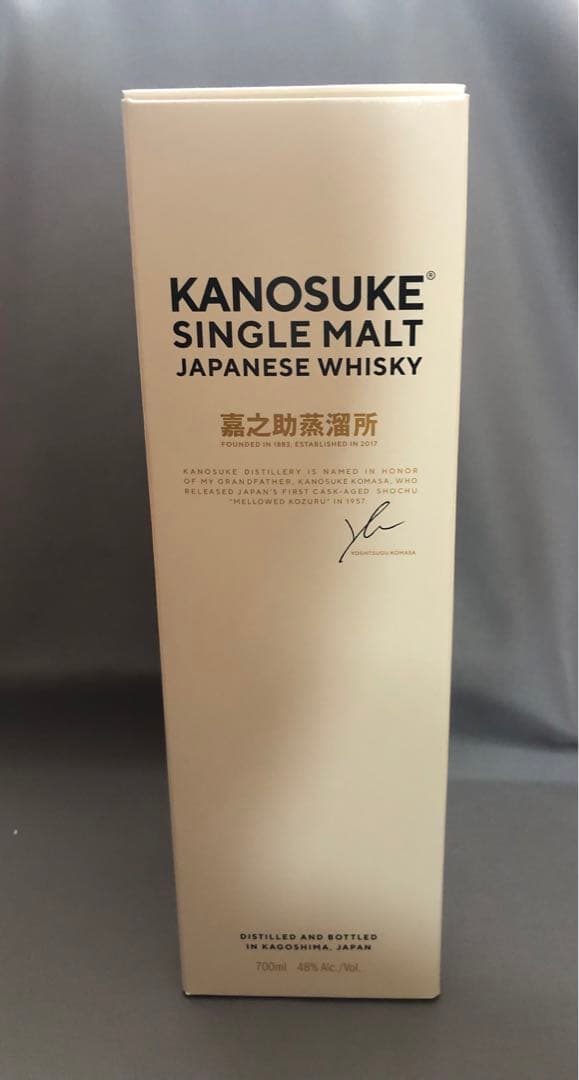 KANOSUKE®
SINGLE MALT
JAPANESE WHISKY
嘉之助蒸溜所
FOUNDED IN 1883, ESTABLISHED IN 2017
KANOSUKE DISTILLERY IS NAMED IN HONOR
OF MY GRANDFATHER, KANOSUKE KOMASA, WHO
RELEASED JAPAN'S FIRST CASK-AGED SHOCHU
"MELLOWED KOZURU" IN 1957.
YOSHITSUGU KOMASA
DISTILLED AND BOTTLED
IN KAGOSHIMA, JAPAN
700ml 48% Alc./Vol.